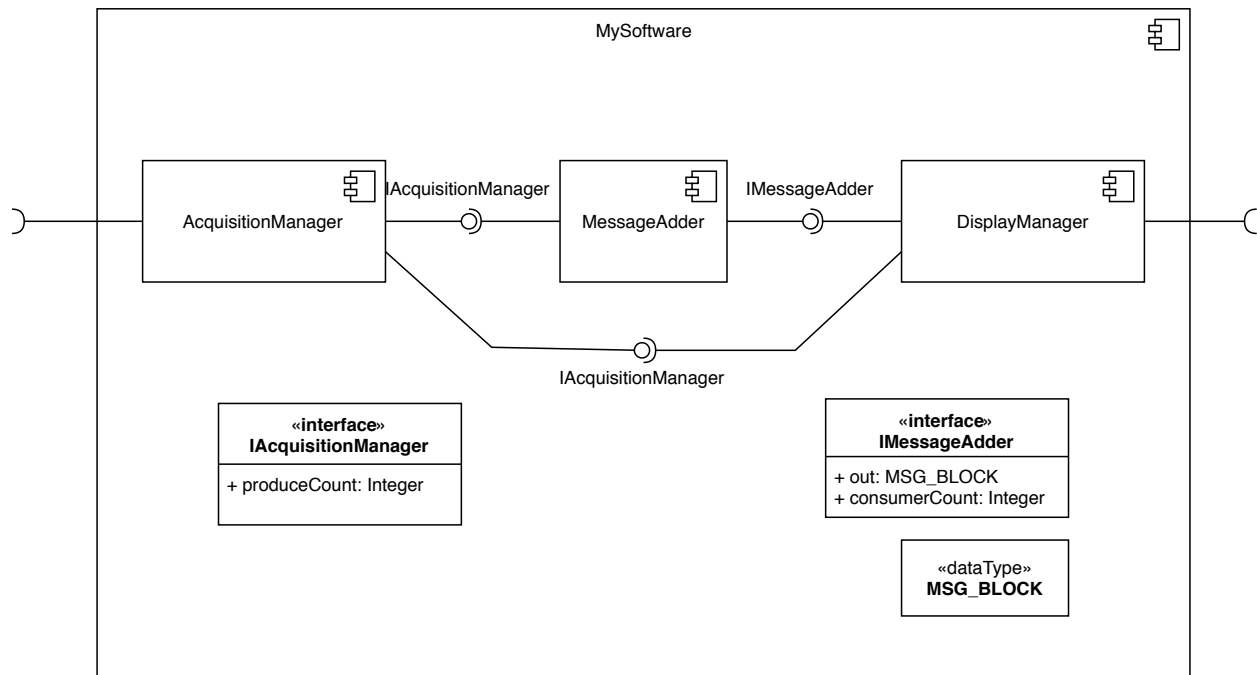 MySoftware
IAcquisitionManager
IMessageAdder
AcquisitionManager
MessageAdder
DisplayManager
IAcquisitionManager
«interface»
IAcquisitionManager
+ produceCount: Integer
«interface»
IMessageAdder
+ out: MSG_BLOCK
+ consumerCount: Integer
«dataType»
MSG_BLOCK